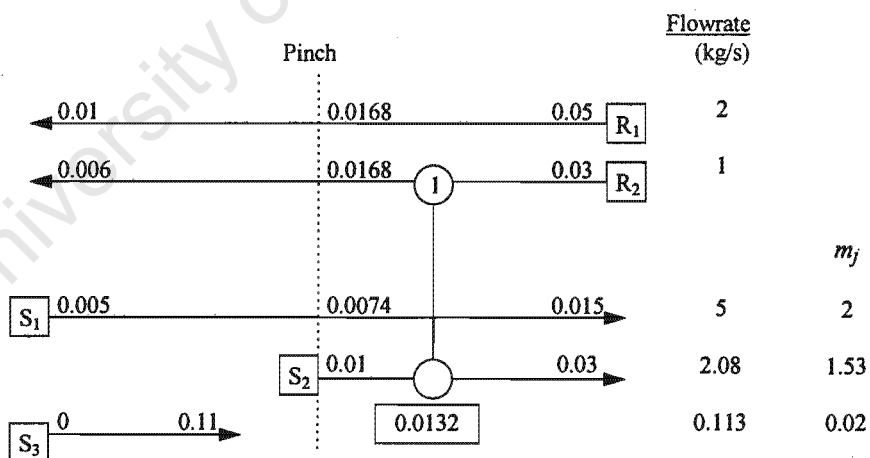 Flowrate
(kg/s)
Pinch
0.01 0.0168 0.05 R1 2
0.006 0.0168 1 0.03 R2 1
mj
S1 0.005 0.0074 0.015 5 2
S2 0.01 0.03 2.08 1.53
S3 0 0.11 0.0132 0.113 0.02